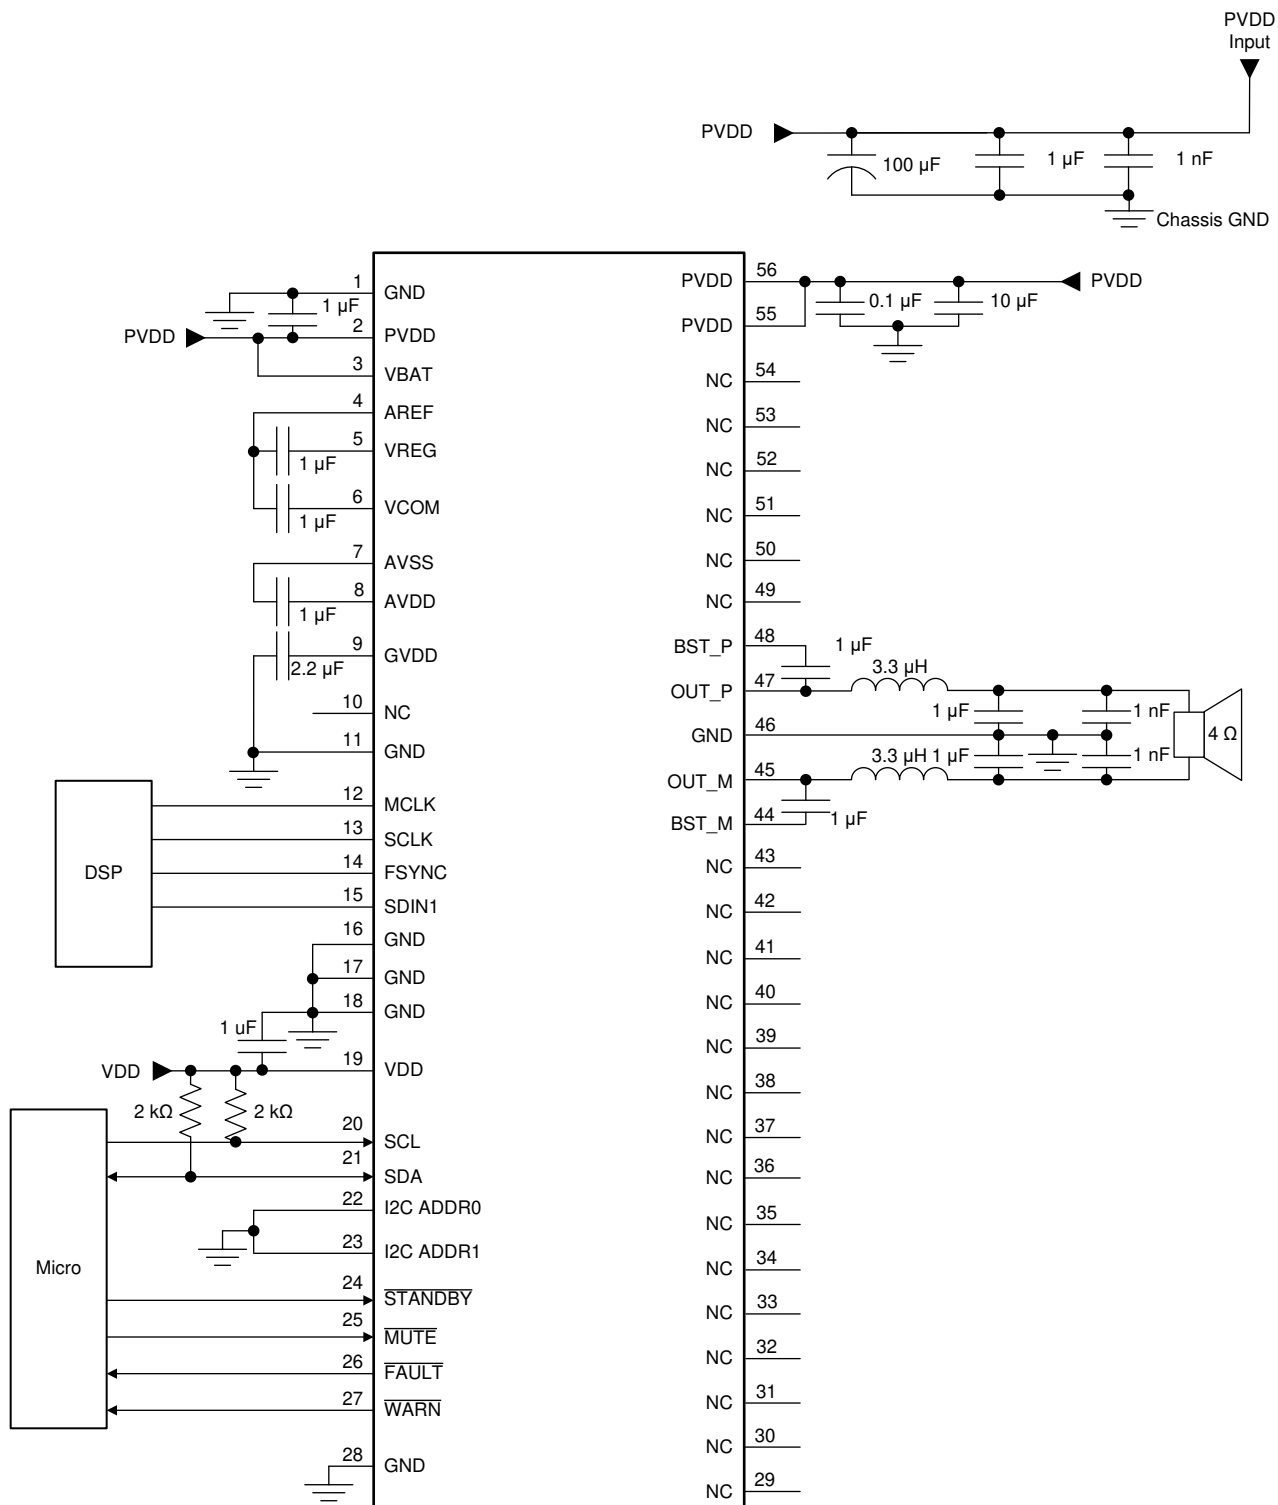 PVDD
Input
PVDD
100 µF
1 µF
1 nF
Chassis GND
1
GND
1 µF
2
PVDD
PVDD
3
VBAT
4
AREF
5
VREG
1 µF
6
VCOM
1 µF
7
AVSS
8
AVDD
1 µF
9
GVDD
2.2 µF
10
NC
11
GND
DSP
12
MCLK
13
SCLK
14
FSYNC
15
SDIN1
16
GND
17
GND
18
GND
1 uF
19
VDD
VDD
2 kΩ
2 kΩ
20
SCL
21
SDA
22
I2C ADDR0
23
I2C ADDR1
Micro
24
STANDBY
25
MUTE
26
FAULT
27
WARN
28
GND
PVDD
56
PVDD
0.1 µF
10 µF
PVDD
55
NC
54
NC
53
NC
52
NC
51
NC
50
NC
49
BST_P
48
1 µF
OUT_P
47
3.3 µH
1 µF
1 nF
GND
46
4 Ω
3.3 µH
1 µF
1 nF
OUT_M
45
BST_M
44
1 µF
NC
43
NC
42
NC
41
NC
40
NC
39
NC
38
NC
37
NC
36
NC
35
NC
34
NC
33
NC
32
NC
31
NC
30
NC
29